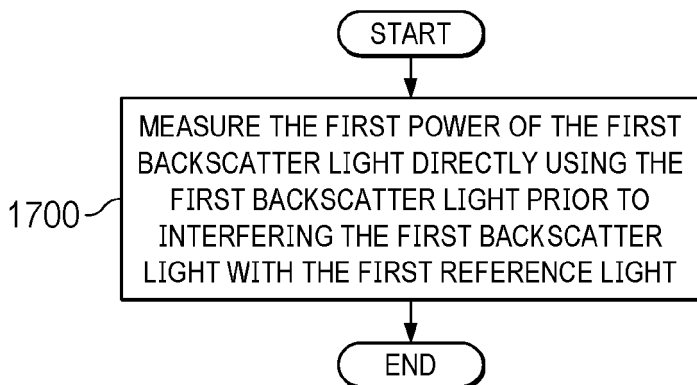 START
MEASURE THE FIRST POWER OF THE FIRST
BACKSCATTER LIGHT DIRECTLY USING THE
FIRST BACKSCATTER LIGHT PRIOR TO
INTERFERING THE FIRST BACKSCATTER
LIGHT WITH THE FIRST REFERENCE LIGHT
1700
END